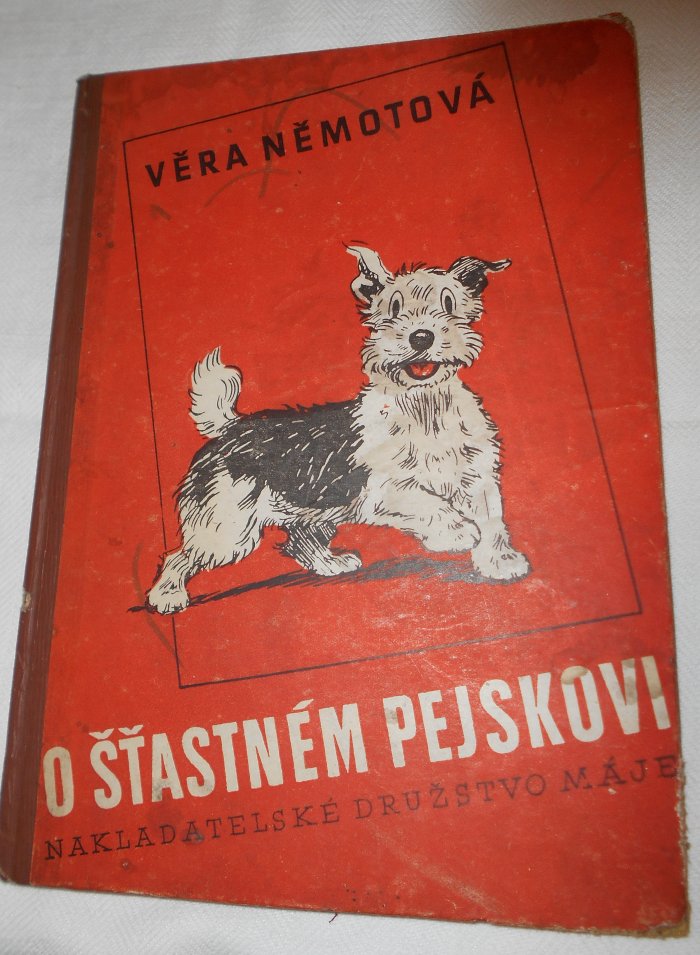 VĚRA NĚMOTOVÁ
O ŠŤASTNÉM PEJSKOVI
NAKLADATELSKÉ DRUŽSTVO MÁJE